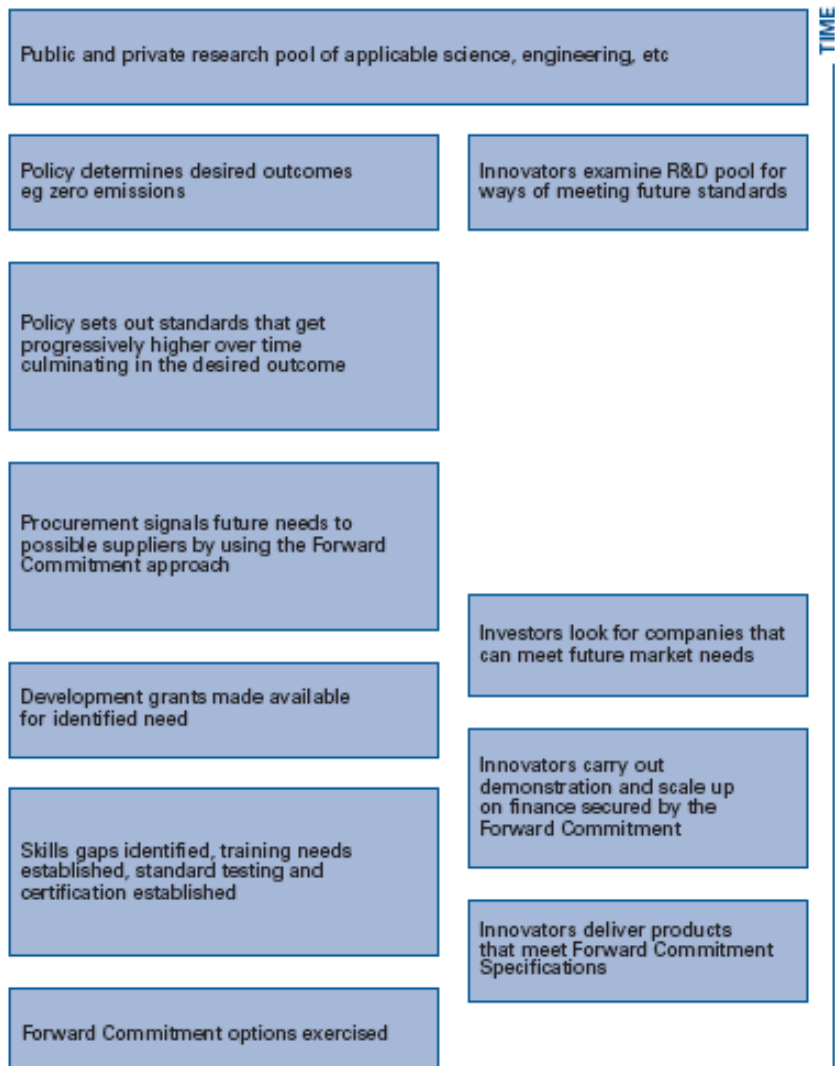 TIME
Public and private research pool of applicable science, engineering, etc
Policy determines desired outcomes
eg zero emissions
Innovators examine R&D pool for
ways of meeting future standards
Policy sets out standards that get
progressively higher over time
culminating in the desired outcome
Procurement signals future needs to
possible suppliers by using the Forward
Commitment approach
Investors look for companies that
can meet future market needs
Development grants made available
for identified need
Innovators carry out
demonstration and scale up
on finance secured by the
Forward Commitment
Skills gaps identified, training needs
established, standard testing and
certification established
Innovators deliver products
that meet Forward Commitment
Specifications
Forward Commitment options exercised